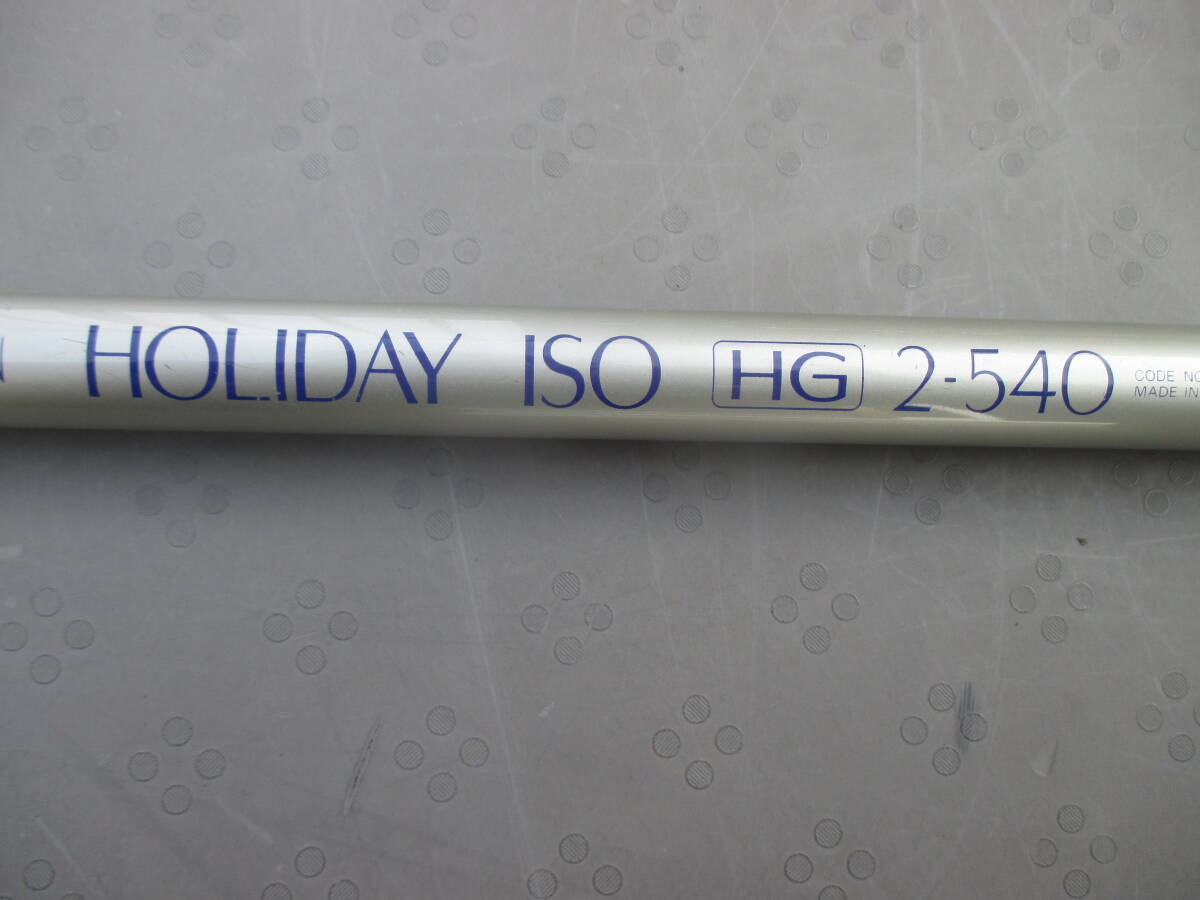 HOLIDAY ISO HG 2-540
CODE NO
MADE IN